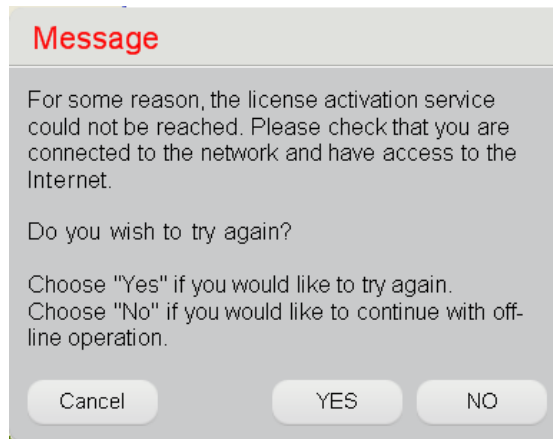 Message
For some reason, the license activation service
could not be reached. Please check that you are
connected to the network and have access to the
Internet.
Do you wish to try again?
Choose "Yes" if you would like to try again.
Choose "No" if you would like to continue with off-
line operation.
Cancel YES NO